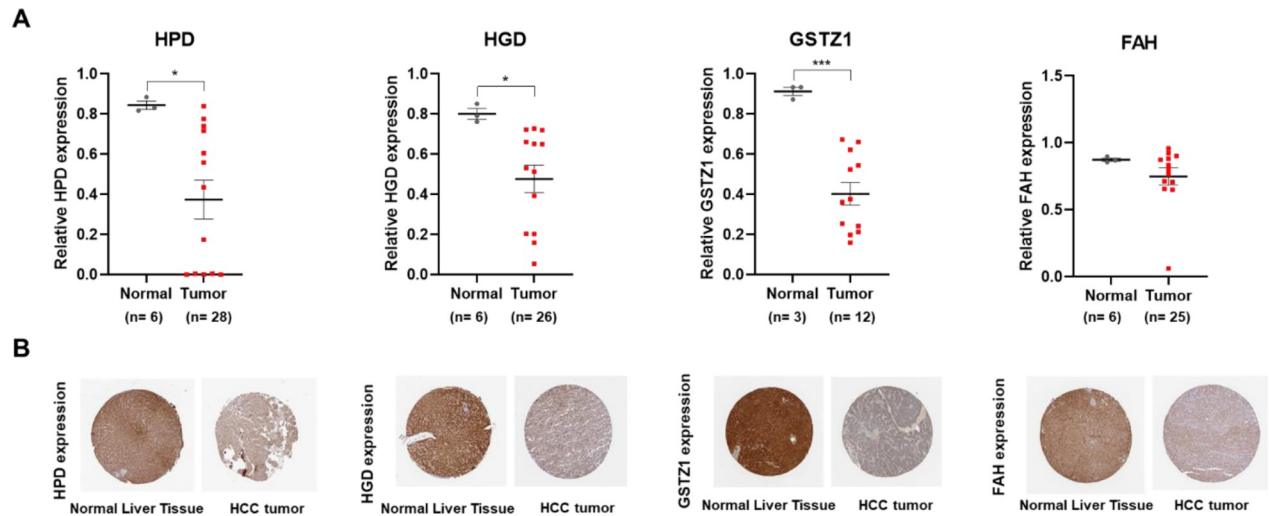 A
HPD
Relative HPD expression
1.0
0.8
0.6
0.4
0.2
0.0
*
Normal Tumor
(n= 6) (n= 28)
HGD
Relative HGD expression
1.0
0.8
0.6
0.4
0.2
0.0
*
Normal Tumor
(n= 6) (n= 26)
GSTZ1
Relative GSTZ1 expression
1.0
0.8
0.6
0.4
0.2
0.0
***
Normal Tumor
(n= 3) (n= 12)
FAH
Relative FAH expression
1.5
1.0
0.5
0.0
Normal Tumor
(n= 6) (n= 25)
B
HPD expression
Normal Liver Tissue HCC tumor
HGD expression
Normal Liver Tissue HCC tumor
GSTZ1 expression
Normal Liver Tissue HCC tumor
FAH expression
Normal Liver Tissue HCC tumor